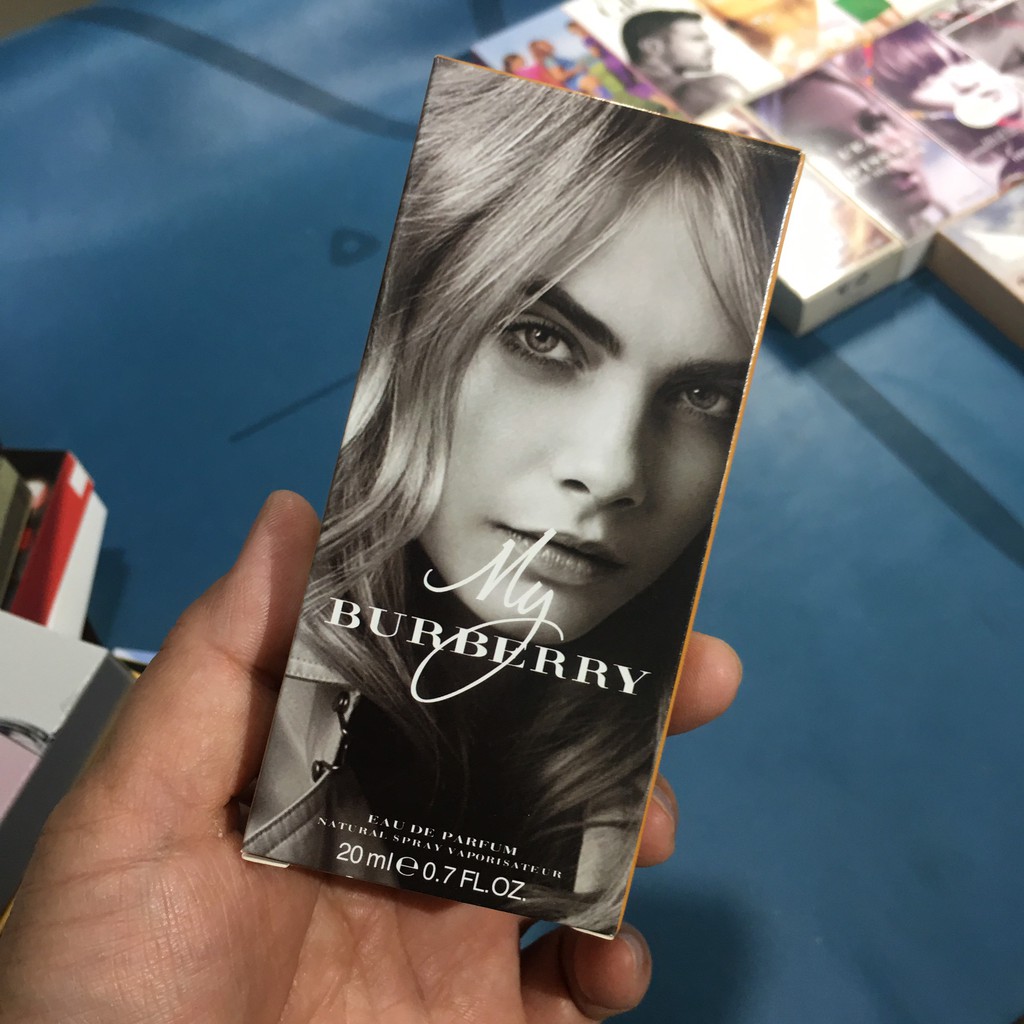 My
BURBERRY
EAU DE PARFUM
NATURAL SPRAY VAPORISATEUR
20 ml e 0.7 FL.OZ.